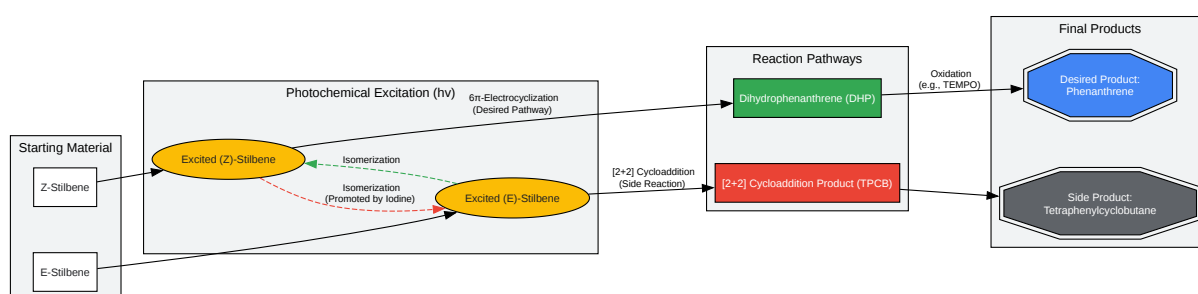 Starting Material
Z-Stilbene
E-Stilbene
Photochemical Excitation (hv)
Excited (Z)-Stilbene
Isomerization
Isomerization
(Promoted by Iodine)
Excited (E)-Stilbene
6π-Electrocyclization
(Desired Pathway)
[2+2] Cycloaddition
(Side Reaction)
Reaction Pathways
Dihydrophenanthrene (DHP)
[2+2] Cycloaddition Product (TPCB)
Oxidation
(e.g., TEMPO)
Final Products
Desired Product:
Phenanthrene
Side Product:
Tetraphenylcyclobutane